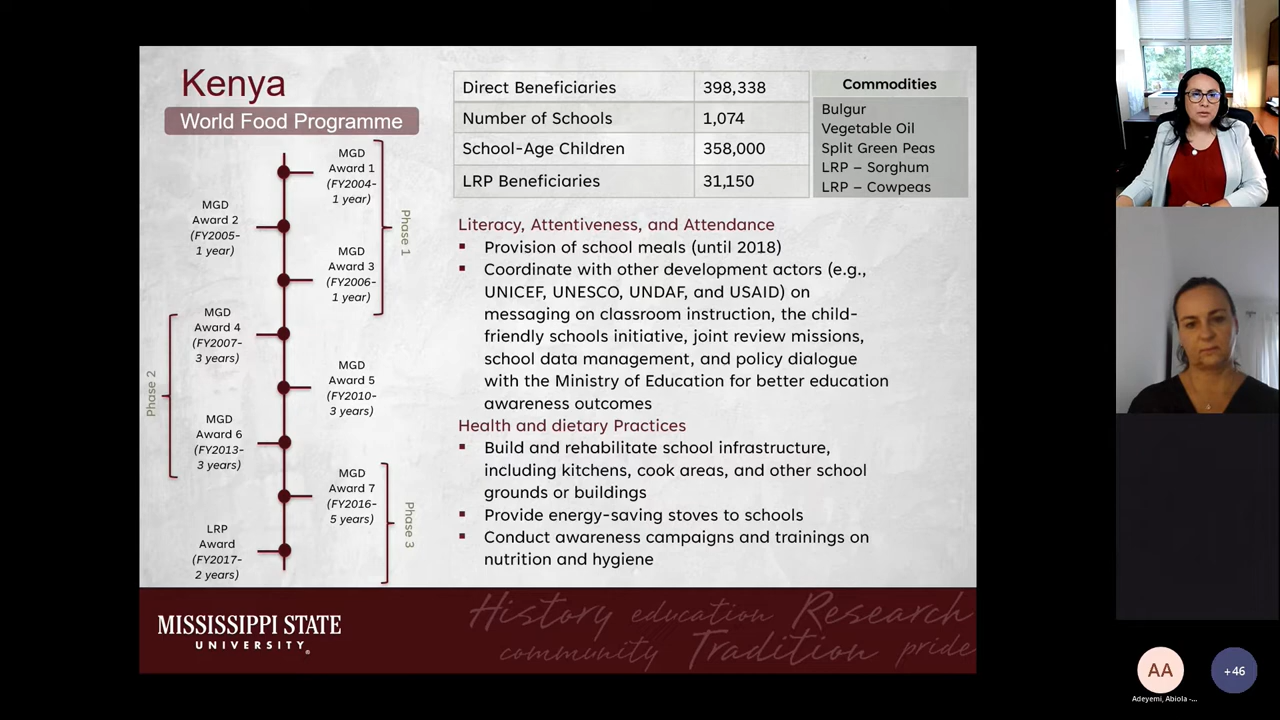 Kenya
World Food Programme
MGD
Award 1
(FY2004-
1 year)
MGD
Award 2
(FY2005-
1 year)
MGD
Award 3
(FY2006-
1 year)
Phase 1
MGD
Award 4
(FY2007-
3 years)
MGD
Award 5
(FY2010-
3 years)
MGD
Award 6
(FY2013-
3 years)
Phase 2
MGD
Award 7
(FY2016-
5 years)
LRP
Award
(FY2017-
2 years)
Phase 3
Direct Beneficiaries 398,338
Number of Schools 1,074
School-Age Children 358,000
LRP Beneficiaries 31,150
Commodities
Bulgur
Vegetable Oil
Split Green Peas
LRP – Sorghum
LRP – Cowpeas
Literacy, Attentiveness, and Attendance
▪ Provision of school meals (until 2018)
▪ Coordinate with other development actors (e.g.,
UNICEF, UNESCO, UNDAF, and USAID) on
messaging on classroom instruction, the child-
friendly schools initiative, joint review missions,
school data management, and policy dialogue
with the Ministry of Education for better education
awareness outcomes
Health and dietary Practices
▪ Build and rehabilitate school infrastructure,
including kitchens, cook areas, and other school
grounds or buildings
▪ Provide energy-saving stoves to schools
▪ Conduct awareness campaigns and trainings on
nutrition and hygiene
MISSISSIPPI STATE
UNIVERSITY®
History education Research
community Tradition pride
AA
+46
Adeyemi, Abiola -...